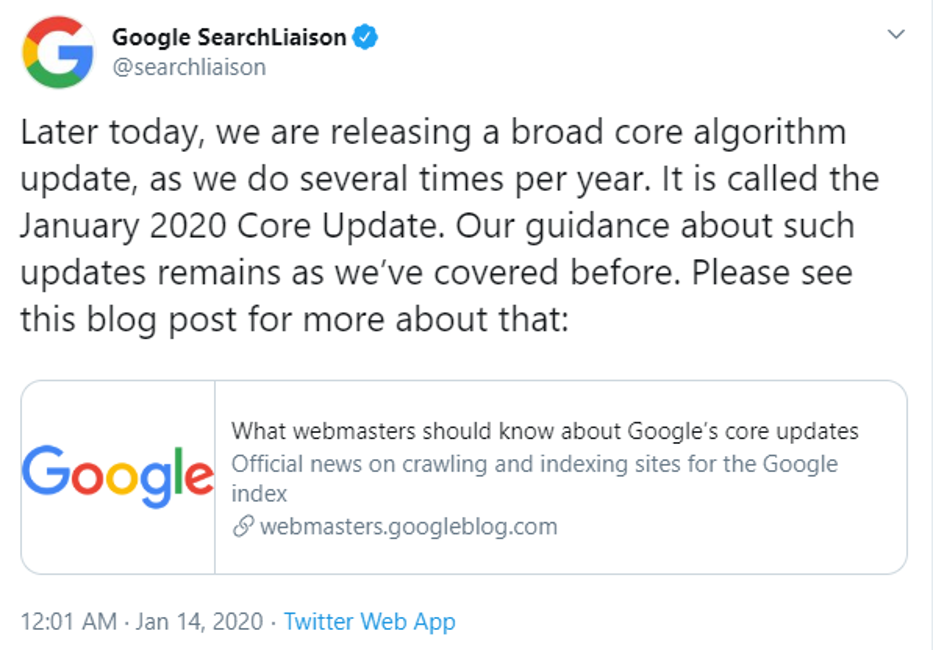 Google SearchLiaison
@searchliaison
Later today, we are releasing a broad core algorithm
update, as we do several times per year. It is called the
January 2020 Core Update. Our guidance about such
updates remains as we've covered before. Please see
this blog post for more about that:
Google
What webmasters should know about Google's core updates
Official news on crawling and indexing sites for the Google
index
webmasters.googleblog.com
12:01 AM · Jan 14, 2020 · Twitter Web App